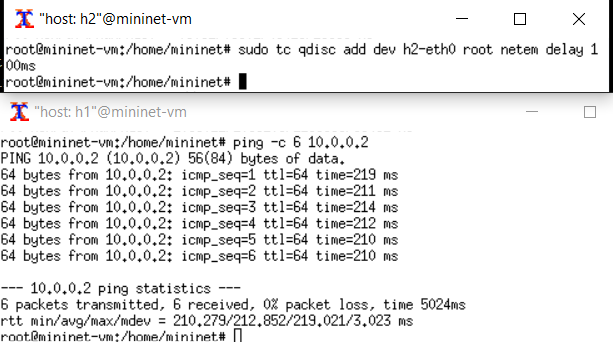 "host: h2"@mininet-vm
root@mininet-vm:/home/mininet# sudo tc qdisc add dev h2-eth0 root netem delay 1
00ms
root@mininet-vm:/home/mininet#
"host: h1"@mininet-vm
root@mininet-vm:/home/mininet# ping -c 6 10.0.0.2
PING 10.0.0.2 (10.0.0.2) 56(84) bytes of data.
64 bytes from 10.0.0.2: icmp_seq=1 ttl=64 time=219 ms
64 bytes from 10.0.0.2: icmp_seq=2 ttl=64 time=211 ms
64 bytes from 10.0.0.2: icmp_seq=3 ttl=64 time=214 ms
64 bytes from 10.0.0.2: icmp_seq=4 ttl=64 time=212 ms
64 bytes from 10.0.0.2: icmp_seq=5 ttl=64 time=210 ms
64 bytes from 10.0.0.2: icmp_seq=6 ttl=64 time=210 ms
--- 10.0.0.2 ping statistics ---
6 packets transmitted, 6 received, 0% packet loss, time 5024ms
rtt min/avg/max/mdev = 210.279/212.852/219.021/3.023 ms
root@mininet-vm:/home/mininet#